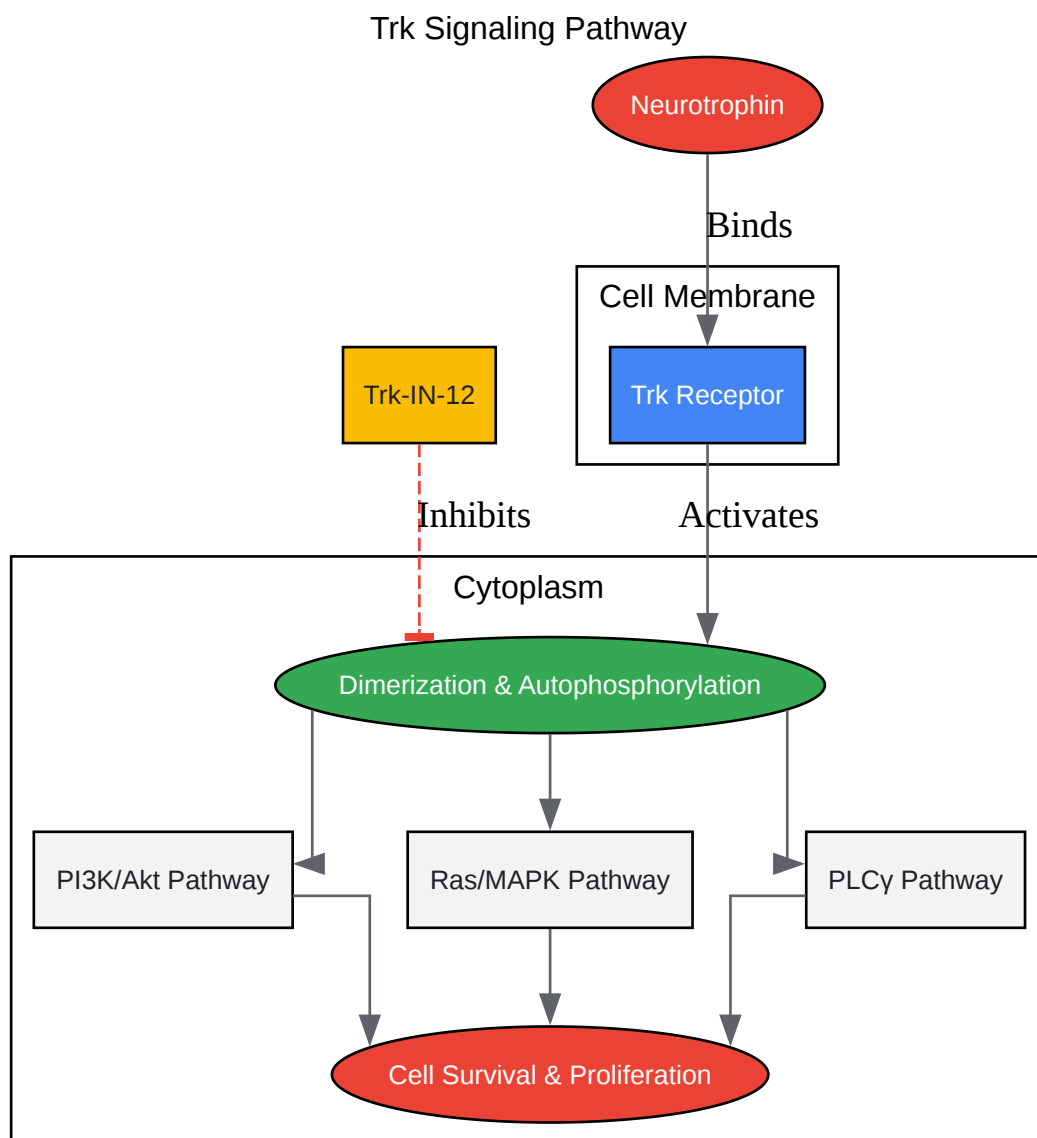 Trk Signaling Pathway
Neurotrophin
Binds
Cell Membrane
Trk-IN-12
Trk Receptor
Inhibits
Activates
Cytoplasm
Dimerization & Autophosphorylation
PI3K/Akt Pathway
Ras/MAPK Pathway
PLCγ Pathway
Cell Survival & Proliferation